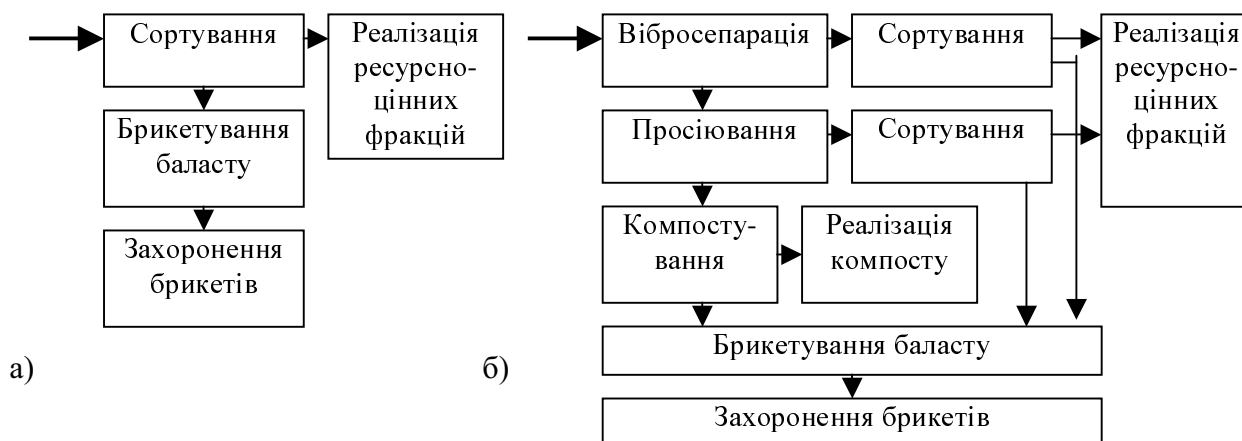 Сортування
Реалізація
ресурсно-
цінних
фракцій
Брикетування
баласту
Захоронення
брикетів
а)
Вібросепарація
Сортування
Реалізація
ресурсно-
цінних
фракцій
Просіювання
Сортування
Компосту-
вання
Реалізація
компосту
Брикетування баласту
Захоронення брикетів
б)